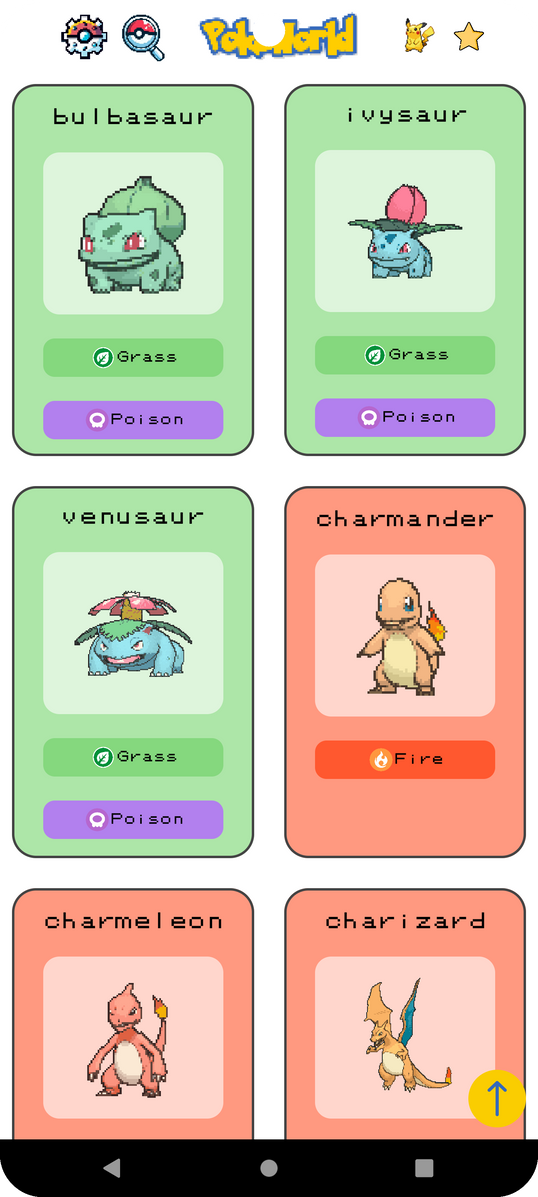 PokeWorld
bulbasaur
ivysaur
Grass
Grass
Poison
Poison
venusaur
charmander
Grass
Fire
Poison
charmeleon
charizard